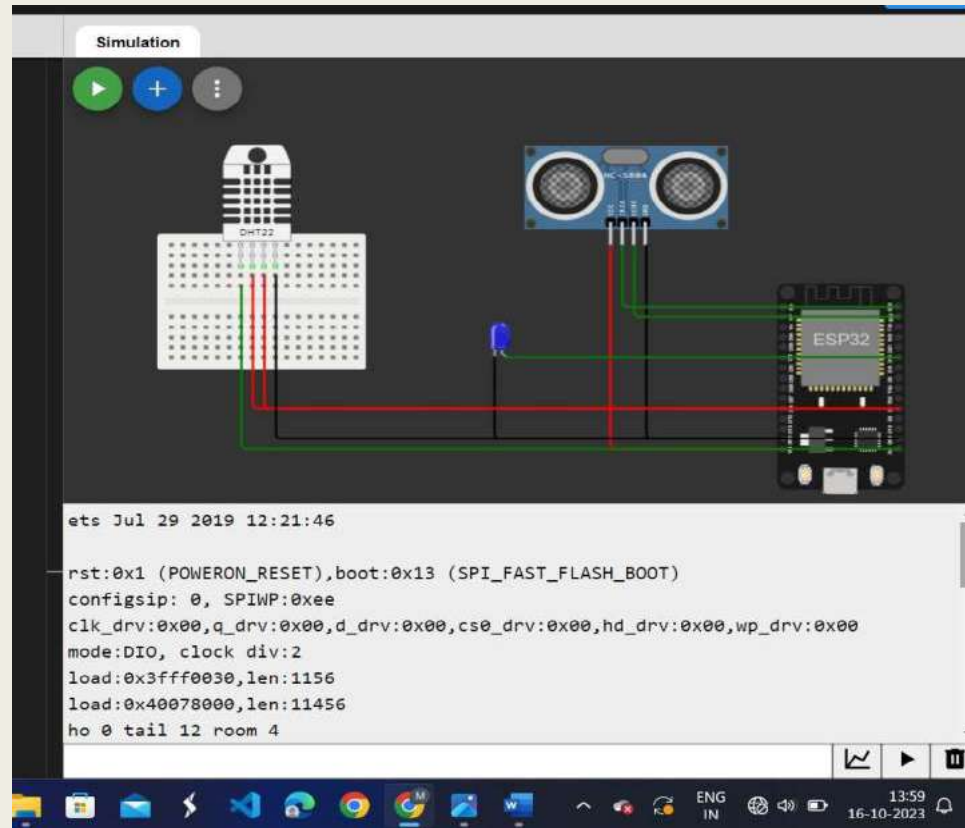 Simulation
DHT22
HC-SR04
ESP32
ets Jul 29 2019 12:21:46
rst:0x1 (POWERON_RESET),boot:0x13 (SPI_FAST_FLASH_BOOT)
configsip: 0, SPIWP:0xee
clk_drv:0x00,q_drv:0x00,d_drv:0x00,cs0_drv:0x00,hd_drv:0x00,wp_drv:0x00
mode:DIO, clock div:2
load:0x3fff0030,len:1156
load:0x40078000,len:11456
ho 0 tail 12 room 4
ENG
IN
13:59
16-10-2023